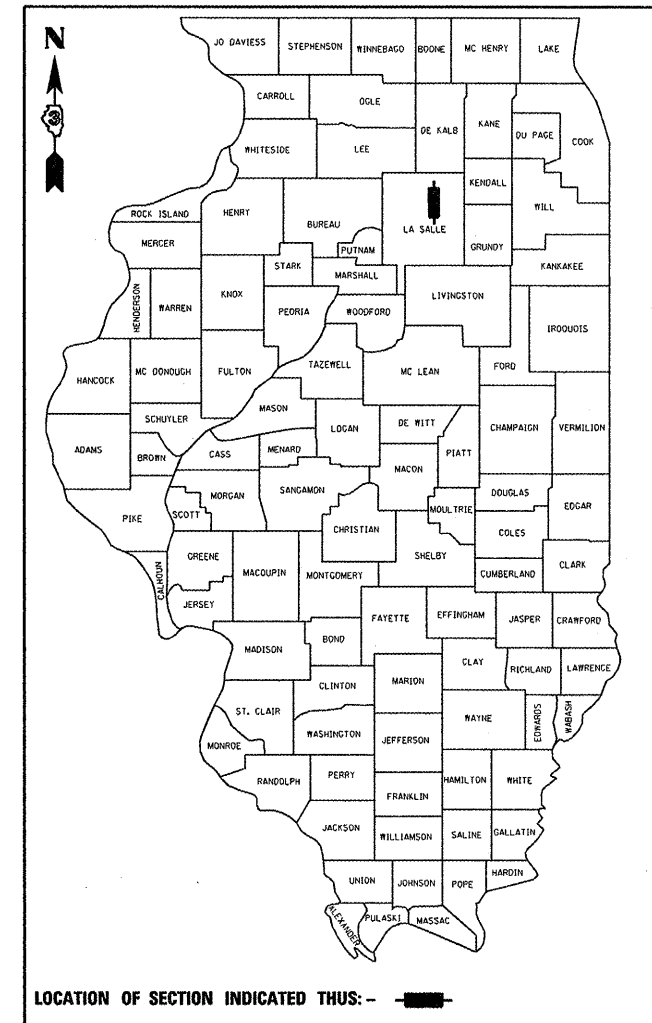 N
3
JO DAVIESS STEPHENSON WINNEBAGO BOONE MC HENRY LAKE
CARROLL OGLE DE KALB KANE DU PAGE COOK
WHITESIDE LEE KENDALL WILL
ROCK ISLAND HENRY BUREAU LA SALLE GRUNDY
MERCER PUTNAM KANKAKEE
HENDERSON WARREN KNOX STARK MARSHALL LIVINGSTON
PEORIA WOODFORD IROQUOIS
HANCOCK MC DONOUGH FULTON TAZEWELL MC LEAN FORD
SCHUYLER MASON LOGAN DE WITT CHAMPAIGN VERMILION
ADAMS BROWN CASS MENARD PIATT
MACON
PIKE SCOTT MORGAN SANGAMON MOULTRIE DOUGLAS EDGAR
CHRISTIAN COLES
CALHOUN GREENE MACOUPIN MONTGOMERY SHELBY CUMBERLAND CLARK
JERSEY FAYETTE EFFINGHAM JASPER CRAWFORD
MADISON BOND CLAY RICHLAND LAWRENCE
CLINTON MARION
ST. CLAIR WAYNE EDWARDS WABASH
MONROE WASHINGTON JEFFERSON
RANDOLPH PERRY HAMILTON WHITE
FRANKLIN
JACKSON WILLIAMSON SALINE GALLATIN
UNION JOHNSON POPE HARDIN
ALEXANDER PULASKI MASSAC
LOCATION OF SECTION INDICATED THUS: -